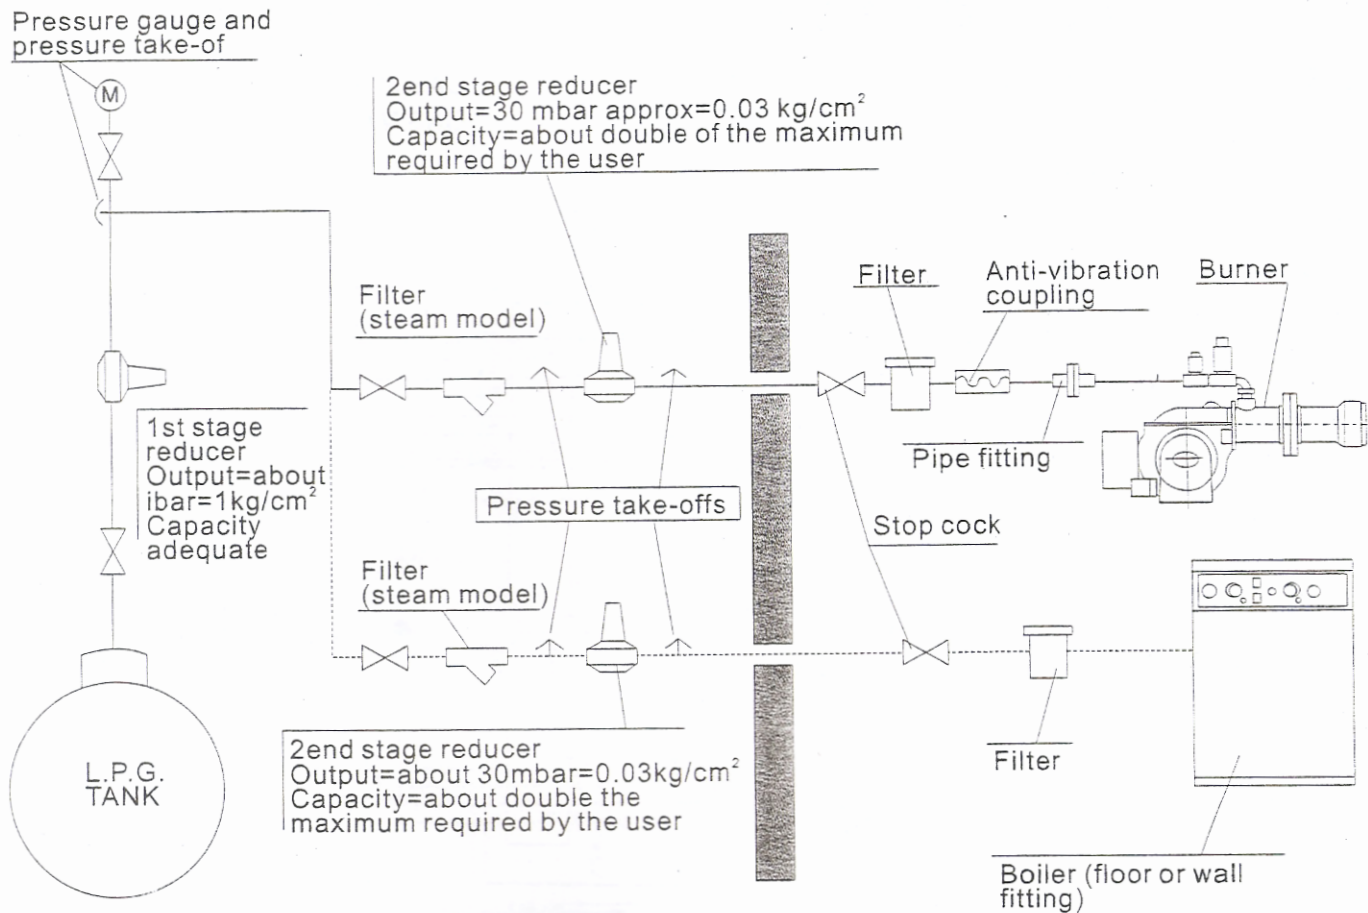 Pressure gauge and
pressure take-of
M
2end stage reducer
Output=30 mbar approx=0.03 kg/cm²
Capacity=about double of the maximum
required by the user
Filter
(steam model)
Filter
Anti-vibration
coupling
Burner
1st stage
reducer
Output=about
ibar=1kg/cm²
Capacity
adequate
Pipe fitting
Pressure take-offs
Stop cock
Filter
(steam model)
2end stage reducer
Output=about 30mbar=0.03kg/cm²
Capacity=about double the
maximum required by the user
L.P.G.
TANK
Filter
Boiler (floor or wall
fitting)